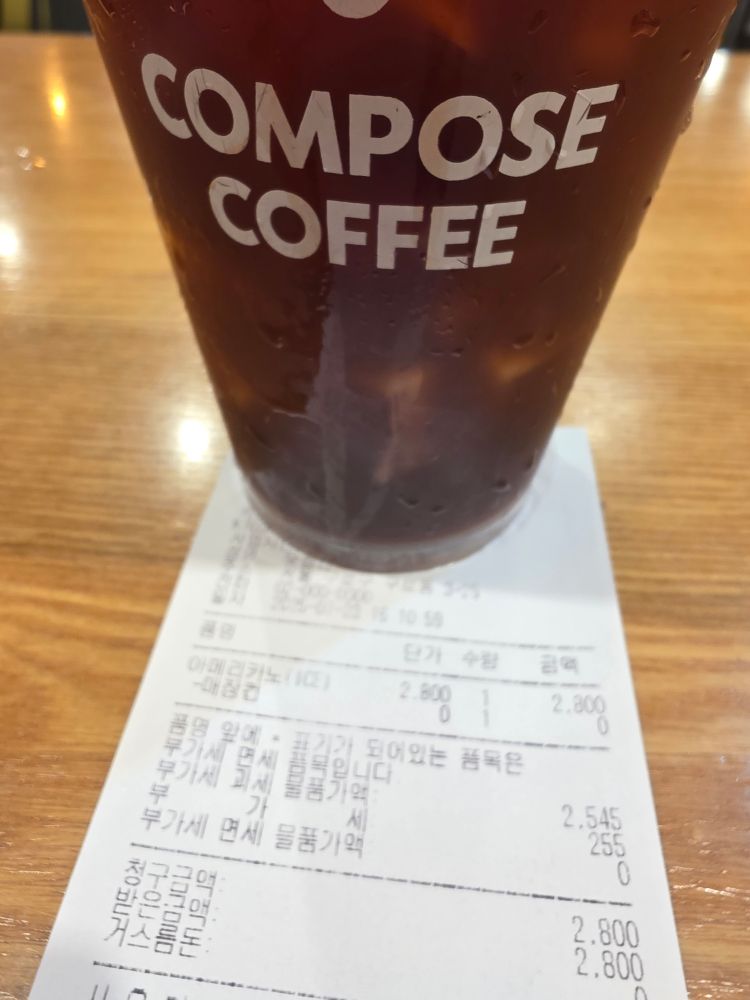 COMPOSE
COFFEE
16:10:59
품명 단가 수량 금액
아메리카노(ICE) 2,800 1 2,800
-매장컵 0 1 0
품명 앞에 * 표기가 되어있는 품목은
부가세 면세 품목입니다
부가세 과세 물품가액: 2,545
부 가 세 255
부가세 면세 물품가액 0
청구금액: 2,800
받은금액: 2,800
거스름돈: 0